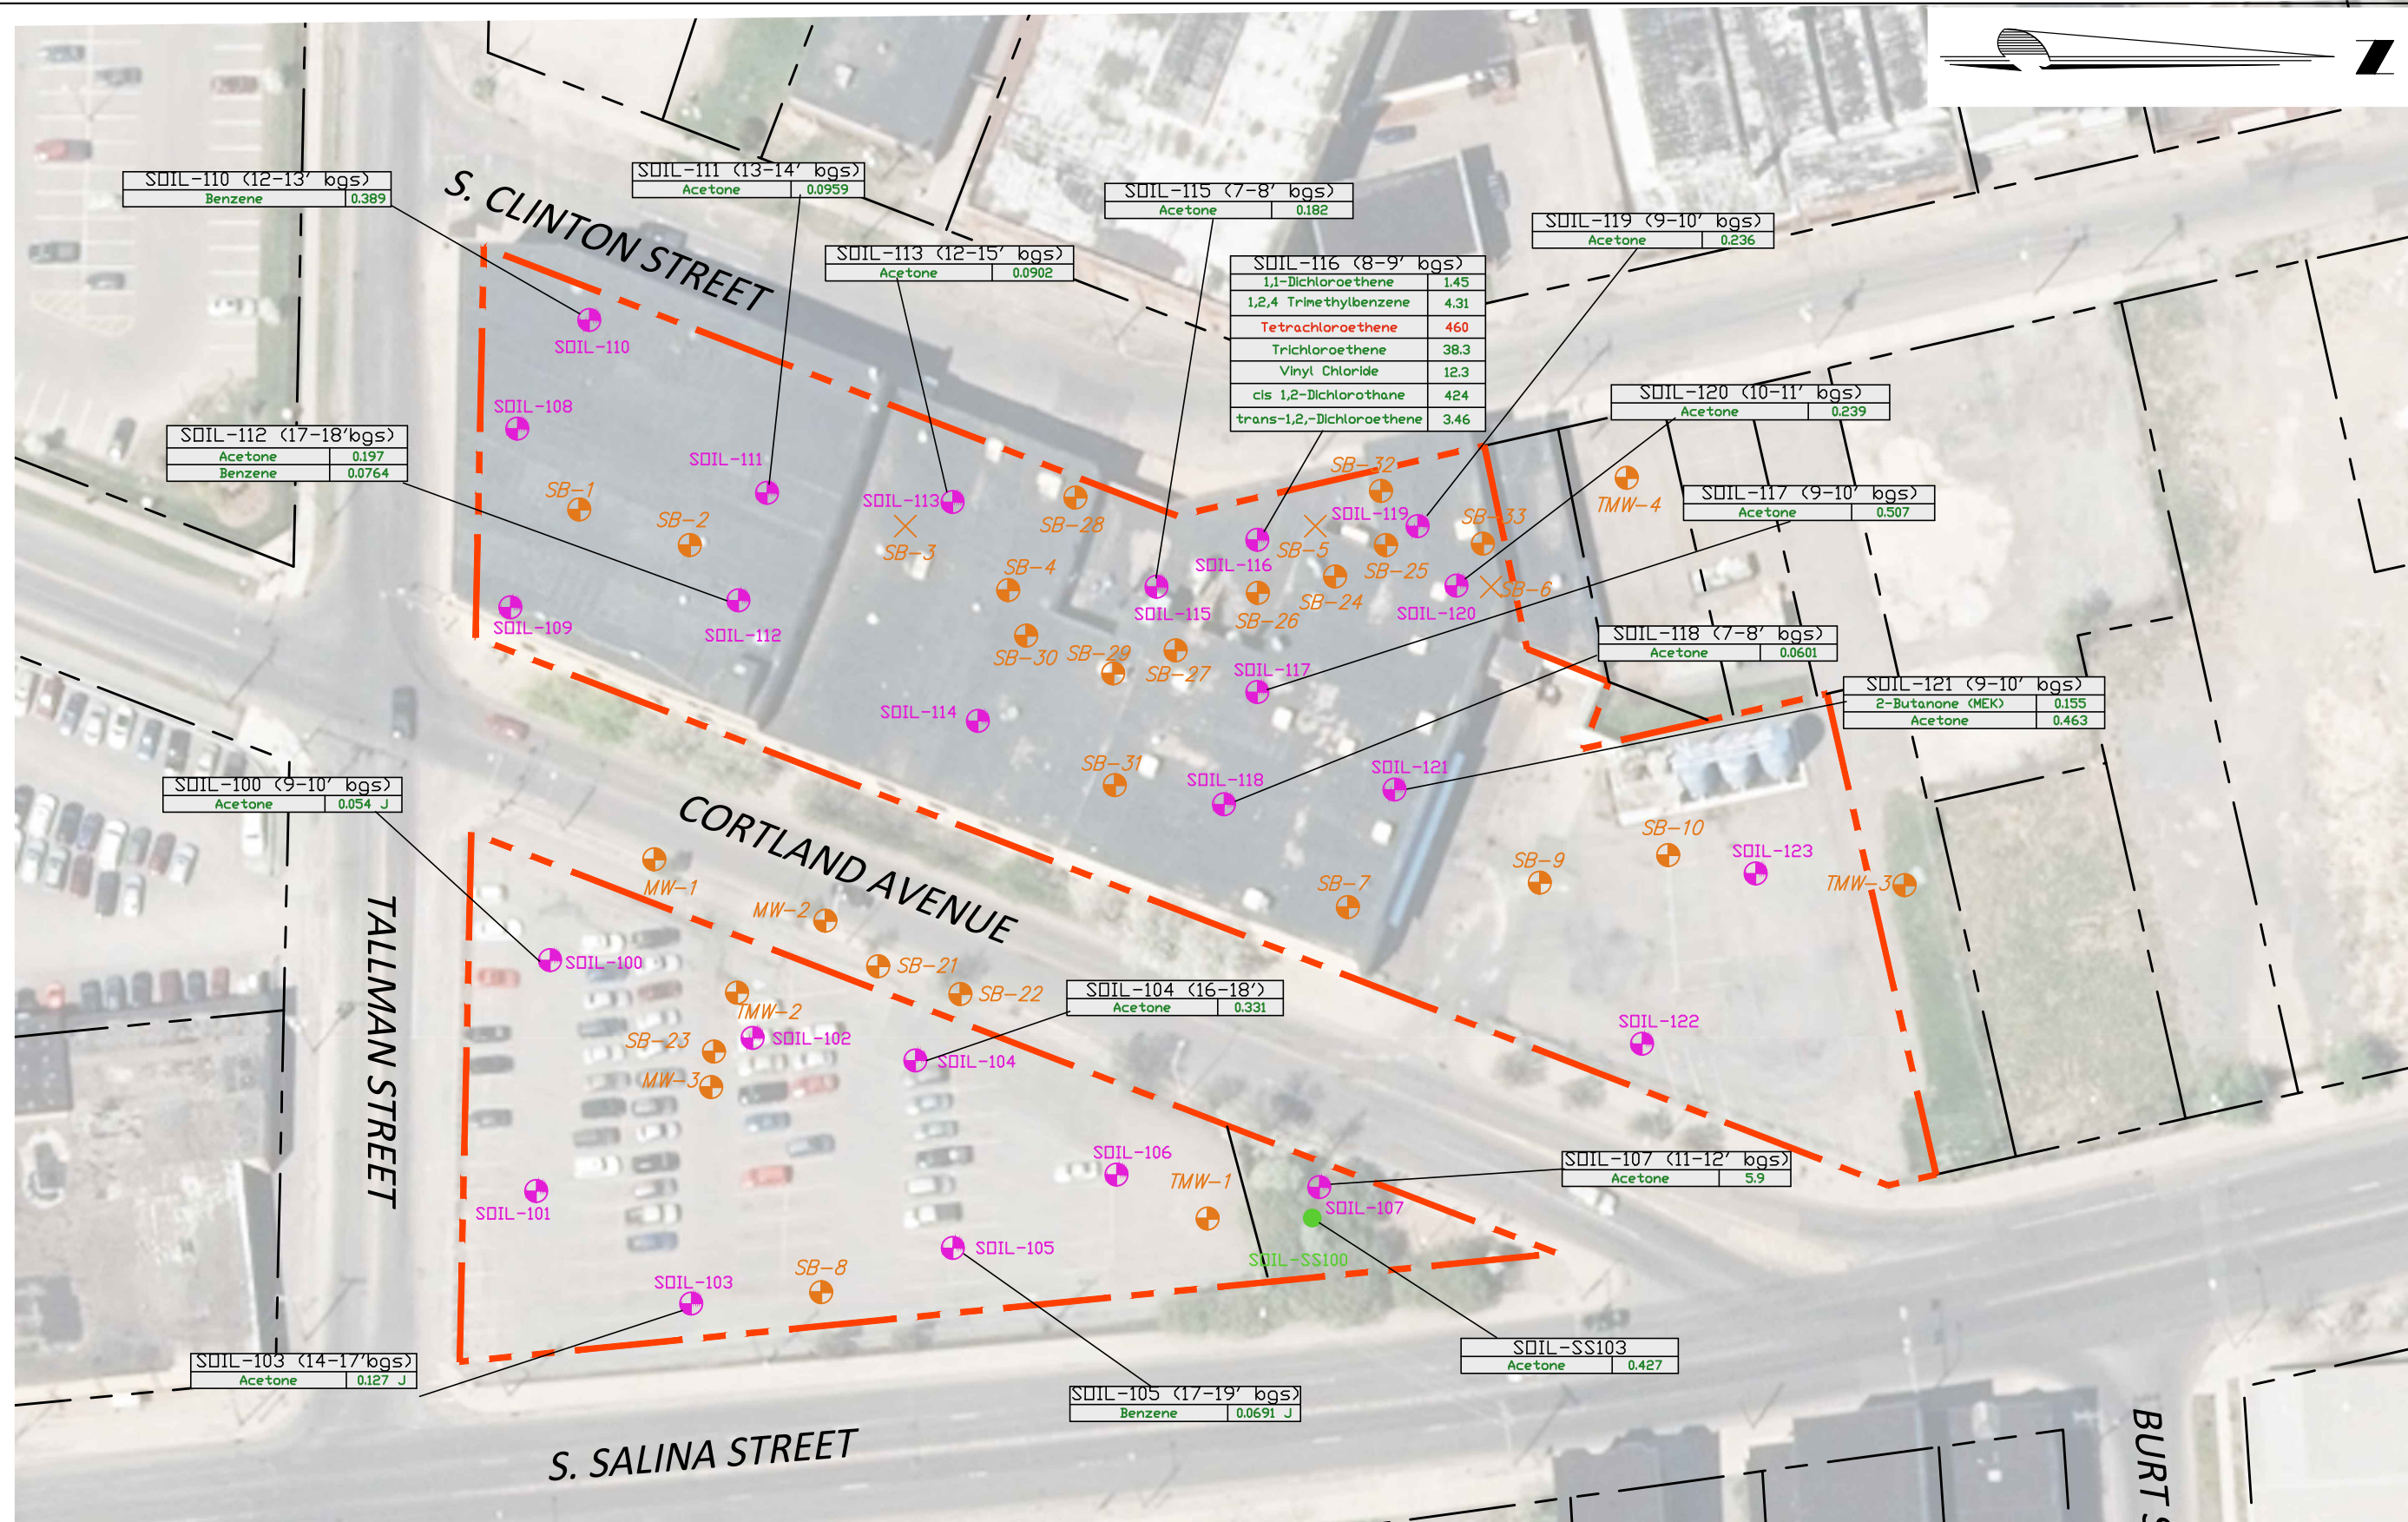 Z
SOIL-110 (12-13' bgs)
Benzene 0.389
S. CLINTON STREET
SOIL-111 (13-14' bgs)
Acetone 0.0959
SOIL-113 (12-15' bgs)
Acetone 0.0902
SOIL-115 (7-8' bgs)
Acetone 0.182
SOIL-116 (8-9' bgs)
1,1-Dichloroethene 1.45
1,2,4 Trimethylbenzene 4.31
Tetrachloroethene 460
Trichloroethene 38.3
Vinyl Chloride 12.3
cis 1,2-Dichlorothane 424
trans-1,2,-Dichloroethene 3.46
SOIL-119 (9-10' bgs)
Acetone 0.236
SOIL-120 (10-11' bgs)
Acetone 0.239
SOIL-117 (9-10' bgs)
Acetone 0.507
SOIL-118 (7-8' bgs)
Acetone 0.0601
SOIL-121 (9-10' bgs)
2-Butanone (MEK) 0.155
Acetone 0.463
SOIL-112 (17-18'bgs)
Acetone 0.197
Benzene 0.0764
SOIL-110
SOIL-108
SOIL-111
SB-1
SB-2
SOIL-113
SB-3
SB-28
SB-32
SOIL-119
SB-33
TMW-4
SB-5
SOIL-116
SB-25
SB-4
SOIL-115
SB-26
SB-24
SOIL-120
SB-6
SOIL-109
SOIL-112
SB-30
SB-29
SB-27
SOIL-117
SOIL-114
SB-31
SOIL-118
SOIL-121
SB-10
SOIL-123
SB-9
TMW-3
SB-7
SOIL-122
SOIL-100 (9-10' bgs)
Acetone 0.054 J
CORTLAND AVENUE
TALLMAN STREET
MW-1
MW-2
SOIL-100
SB-21
SB-22
TMW-2
SB-23
SOIL-102
SOIL-104
MW-3
SOIL-104 (16-18')
Acetone 0.331
SOIL-106
TMW-1
SOIL-107
SOIL-107 (11-12' bgs)
Acetone 5.9
SOIL-101
SOIL-105
SOIL-SS100
SB-8
SOIL-103
SOIL-103 (14-17'bgs)
Acetone 0.127 J
SOIL-SS103
Acetone 0.427
SOIL-105 (17-19' bgs)
Benzene 0.0691 J
S. SALINA STREET
BURT S